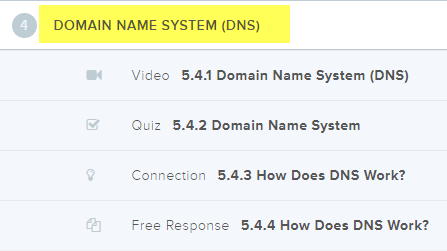 4 DOMAIN NAME SYSTEM (DNS)
Video 5.4.1 Domain Name System (DNS)
Quiz 5.4.2 Domain Name System
Connection 5.4.3 How Does DNS Work?
Free Response 5.4.4 How Does DNS Work?